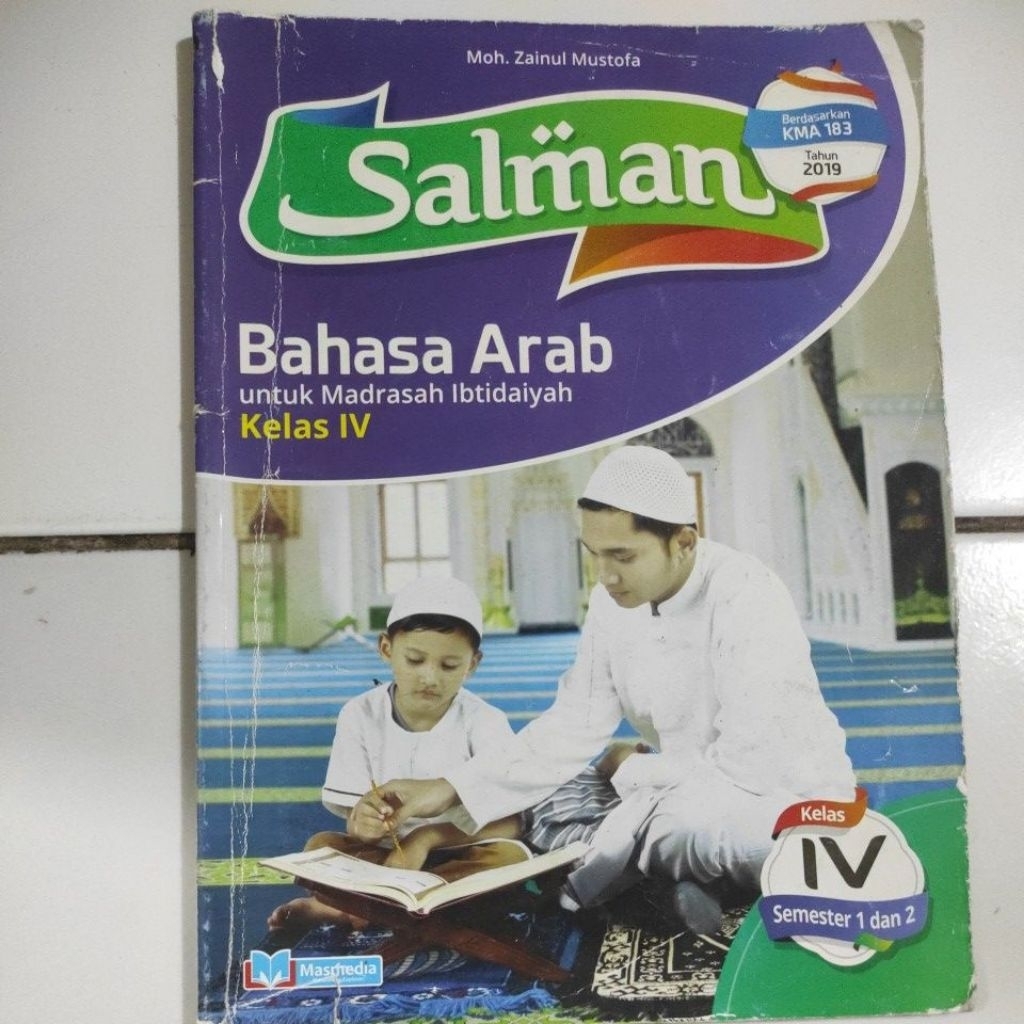 Moh. Zainul Mustofa
Salman
Berdasarkan
KMA 183
Tahun
2019
Bahasa Arab
untuk Madrasah Ibtidaiyah
Kelas IV
Kelas
IV
Semester 1 dan 2
Masmedia